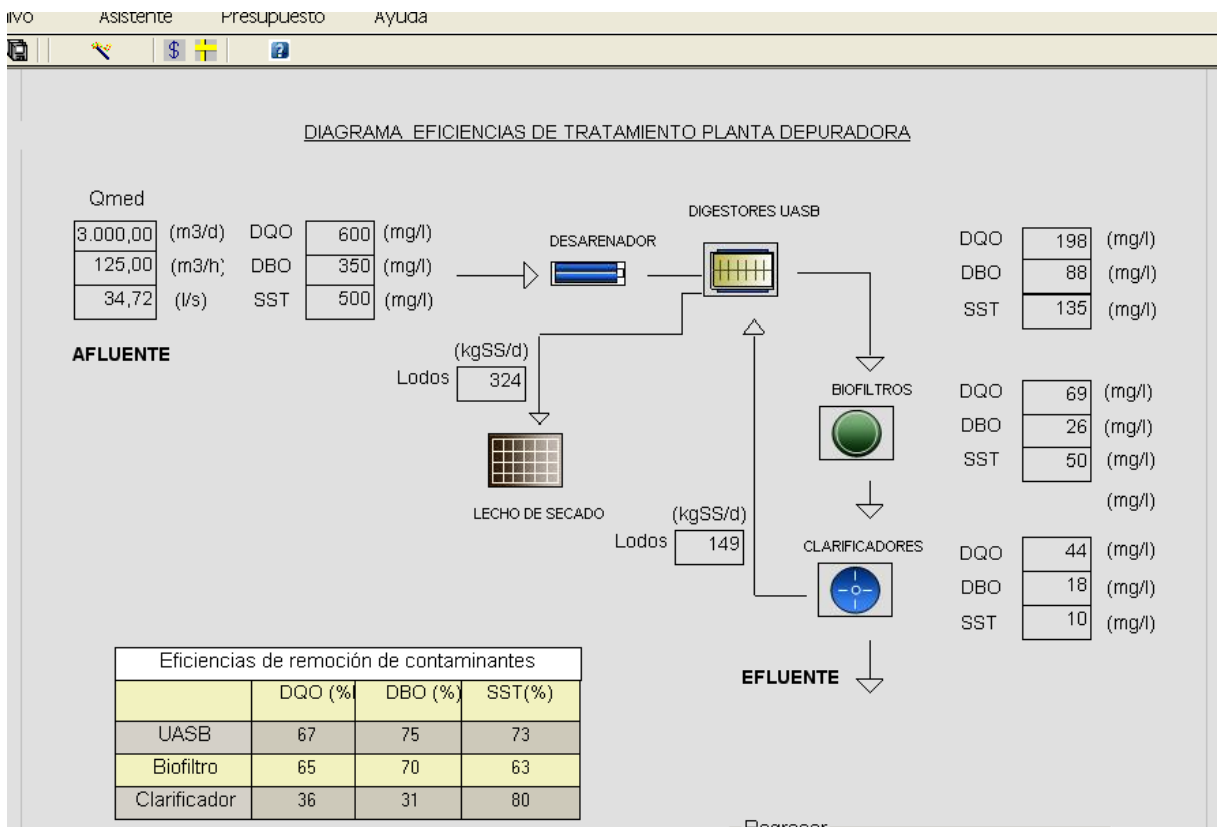 Asistente Presupuesto Ayuda
$ ?
DIAGRAMA EFICIENCIAS DE TRATAMIENTO PLANTA DEPURADORA
Qmed
3.000,00 (m3/d) DQO 600 (mg/l)
125,00 (m3/h) DBO 350 (mg/l)
34,72 (l/s) SST 500 (mg/l)
AFLUENTE
DESARENADOR
DIGESTORES UASB
DQO 198 (mg/l)
DBO 88 (mg/l)
SST 135 (mg/l)
(kgSS/d)
Lodos 324
LECHO DE SECADO
BIOFILTROS
DQO 69 (mg/l)
DBO 26 (mg/l)
SST 50 (mg/l)
(mg/l)
(kgSS/d)
Lodos 149
CLARIFICADORES
DQO 44 (mg/l)
DBO 18 (mg/l)
SST 10 (mg/l)
EFLUENTE
Eficiencias de remoción de contaminantes
DQO (%) DBO (%) SST(%)
UASB 67 75 73
Biofiltro 65 70 63
Clarificador 36 31 80